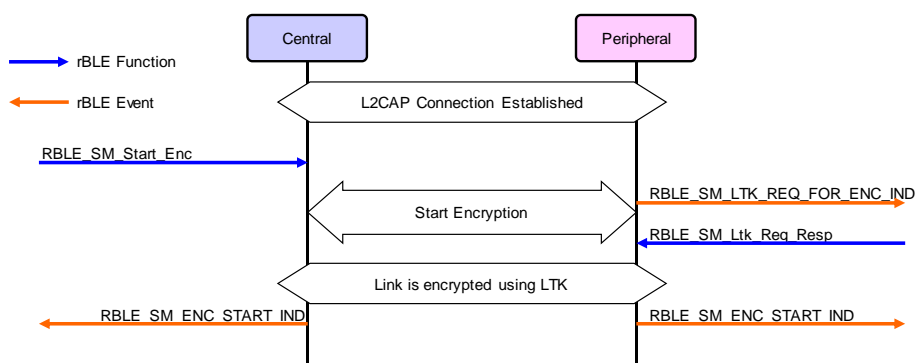 Central
Peripheral
rBLE Function
L2CAP Connection Established
rBLE Event
RBLE_SM_Start_Enc
RBLE_SM_LTK_REQ_FOR_ENC_IND
Start Encryption
RBLE_SM_Ltk_Req_Resp
Link is encrypted using LTK
RBLE_SM_ENC_START_IND
RBLE_SM_ENC_START_IND